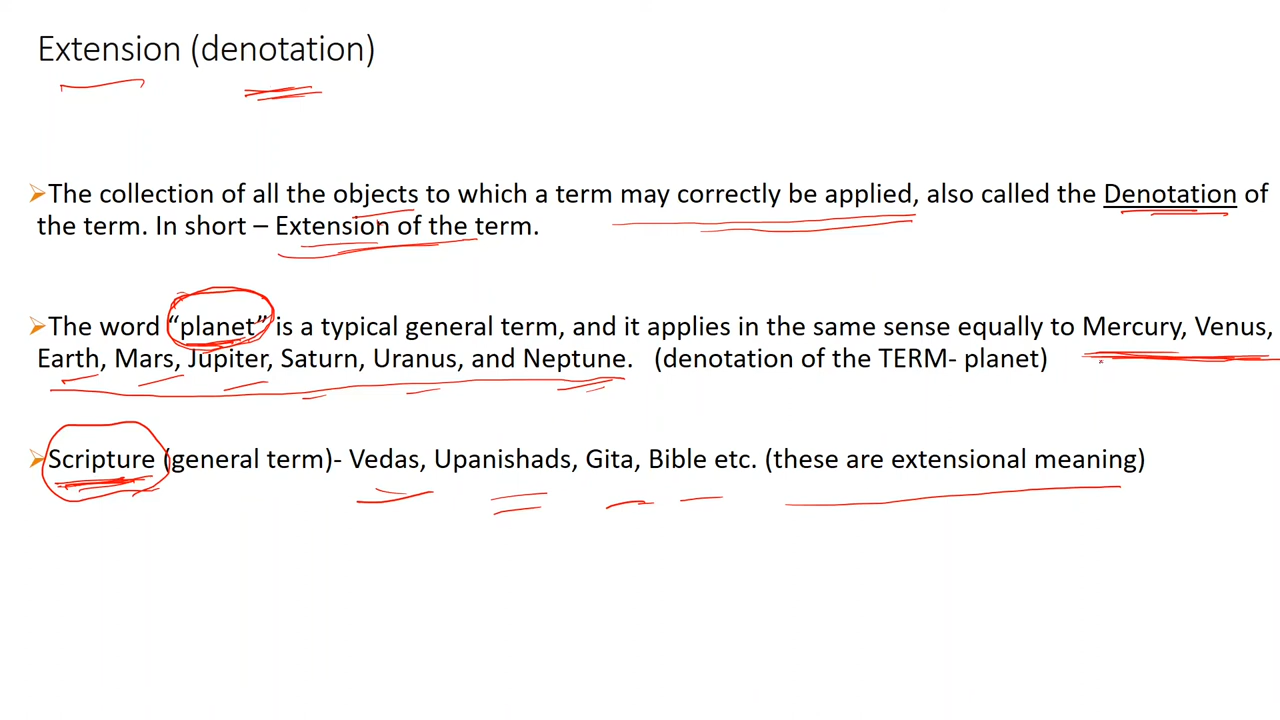 Extension (denotation)
➢The collection of all the objects to which a term may correctly be applied, also called the Denotation of
the term. In short – Extension of the term.
➢The word “planet” is a typical general term, and it applies in the same sense equally to Mercury, Venus,
Earth, Mars, Jupiter, Saturn, Uranus, and Neptune. (denotation of the TERM- planet)
➢Scripture (general term)- Vedas, Upanishads, Gita, Bible etc. (these are extensional meaning)